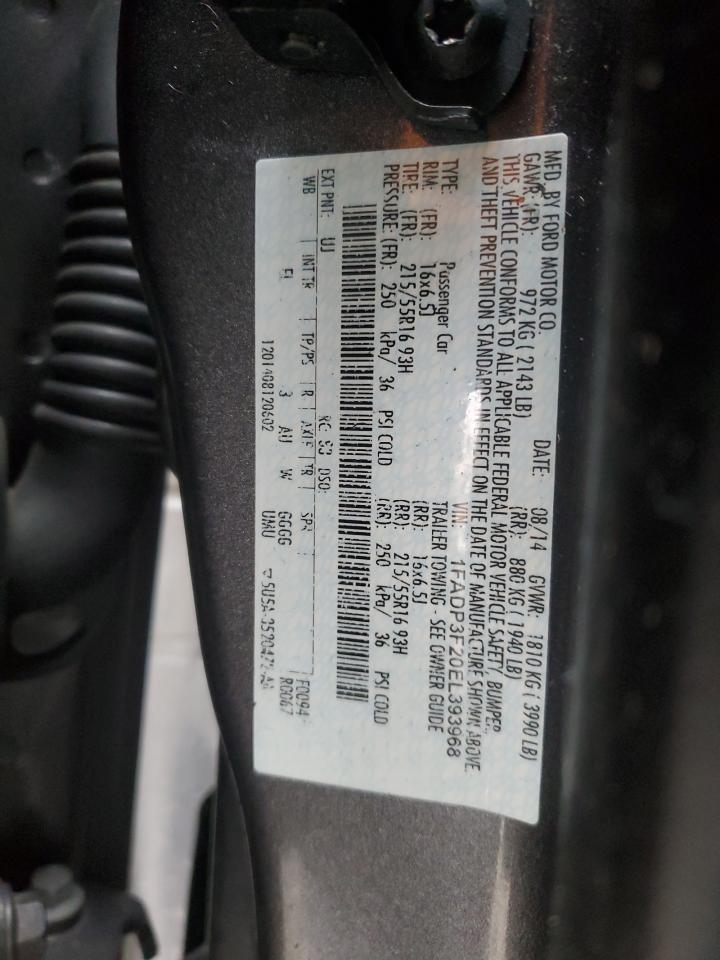 MFD. BY FORD MOTOR CO. DATE: 08/14 GVWR: 1810 KG ( 3990 LB)
GAWR: (FR): 972 KG ( 2143 LB) (RR): 880 KG ( 1940 LB)
THIS VEHICLE CONFORMS TO ALL APPLICABLE FEDERAL MOTOR VEHICLE SAFETY, BUMPER,
AND THEFT PREVENTION STANDARDS IN EFFECT ON THE DATE OF MANUFACTURE SHOWN ABOVE.
VIN: 1FADP3F20EL393968
TYPE: Passenger Car TRAILER TOWING - SEE OWNER GUIDE
RIM: (FR): 16x6.5J (RR): 16x6.5J
TIRE: (FR): 215/55R16 93H (RR): 215/55R16 93H
PRESSURE: (FR): 250 kPa/ 36 PSI COLD (RR): 250 kPa/ 36 PSI COLD
EXT PNT: UJ RC: 53 DSO: F0094
WB INT TR TP/PS R AXLE TR SPR R0067
3 AU W GGGG
1201408120602 UMU